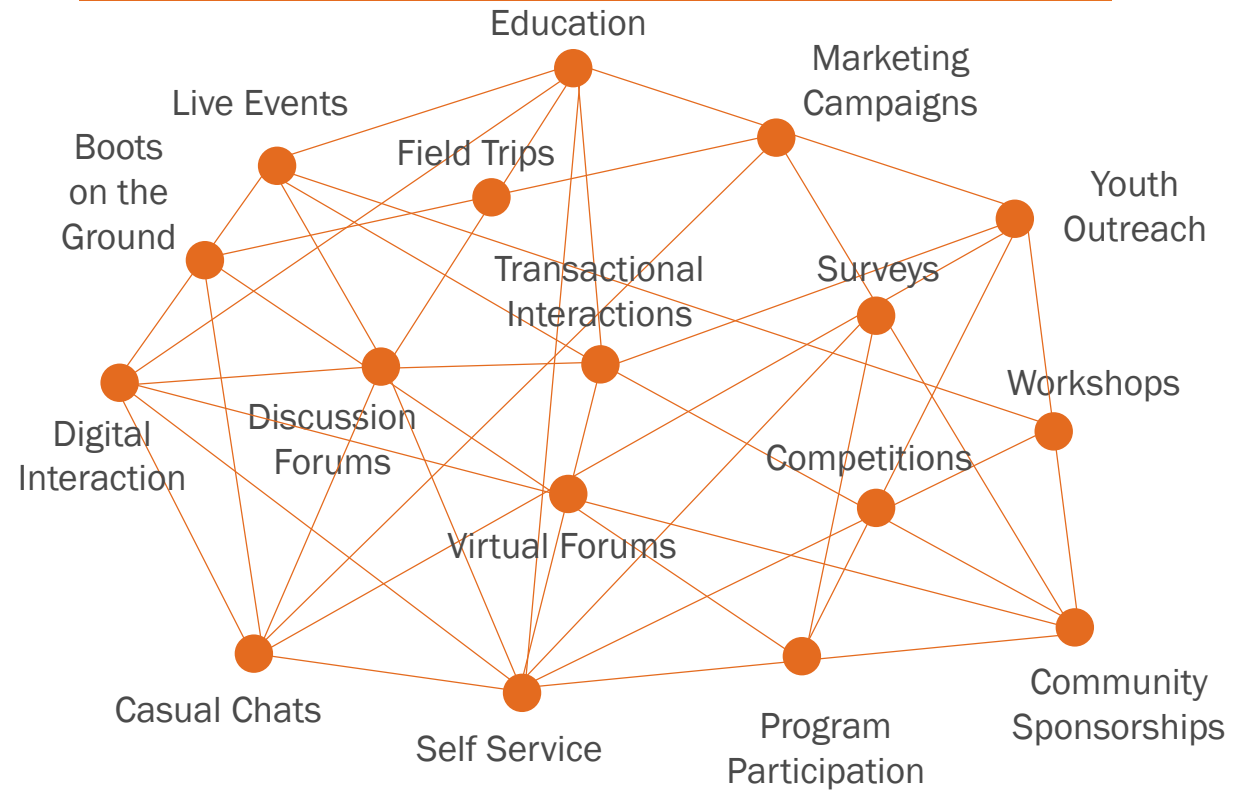 Education
Marketing
Campaigns
Live Events
Boots
on the
Ground
Field Trips
Youth
Outreach
Transactional
Interactions
Surveys
Workshops
Digital
Interaction
Discussion
Forums
Competitions
Virtual Forums
Casual Chats
Self Service
Program
Participation
Community
Sponsorships